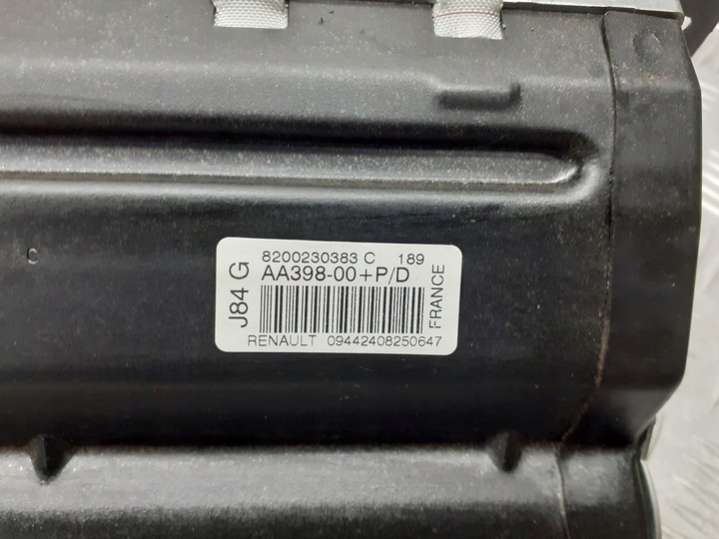 8200230383 C 189
AA398-00+P/D
J84 G
FRANCE
RENAULT 09442408250647
C